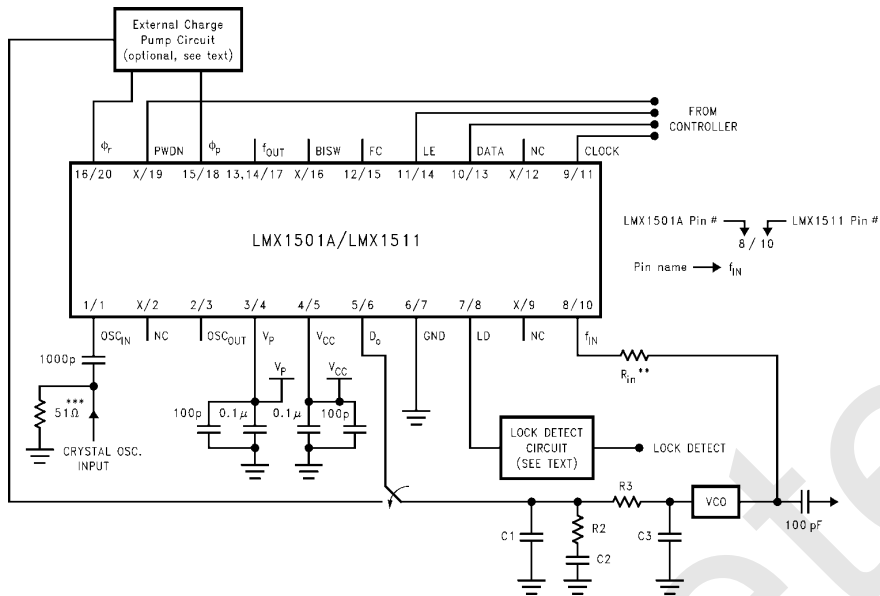 External Charge
Pump Circuit
(optional, see text)
FROM
CONTROLLER
ϕr PWDN ϕp fOUT BISW FC LE DATA NC CLOCK
16/20 X/19 15/18 13,14/17 X/16 12/15 11/14 10/13 X/12 9/11
LMX1501A/LMX1511
LMX1501A Pin # LMX1511 Pin #
8 / 10
Pin name fIN
1/1 X/2 2/3 3/4 4/5 5/6 6/7 7/8 X/9 8/10
OSCIN NC OSCOUT VP VCC Do GND LD NC fIN
1000p
Rin**
VP VCC
***
51Ω
100p 0.1μ 0.1μ 100p
CRYSTAL OSC.
INPUT
LOCK DETECT
CIRCUIT
(SEE TEXT)
LOCK DETECT
R3
VCO
100 pF
C1 R2 C3
C2